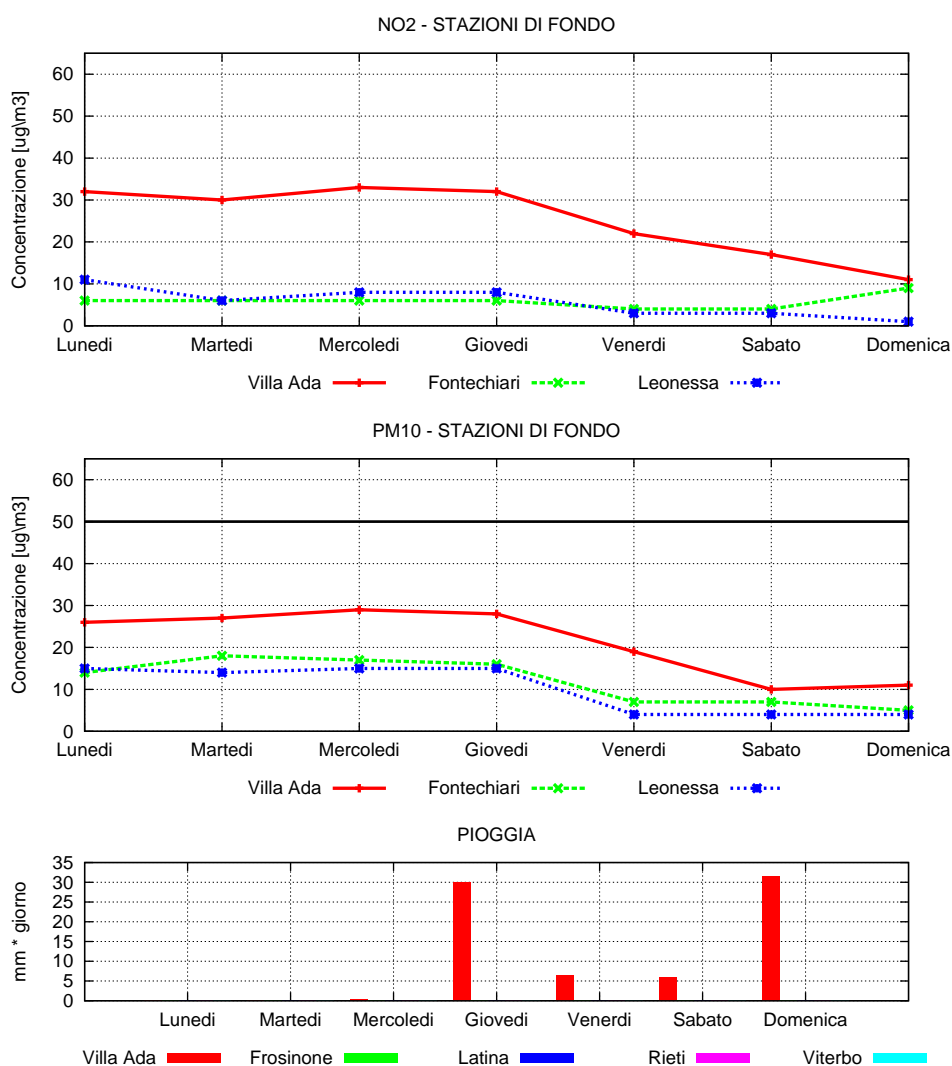 NO2 - STAZIONI DI FONDO
Concentrazione [ug\m3]
60
50
40
30
20
10
0
Lunedi Martedi Mercoledi Giovedi Venerdi Sabato Domenica
Villa Ada Fontechiari Leonessa
PM10 - STAZIONI DI FONDO
Concentrazione [ug\m3]
60
50
40
30
20
10
0
Lunedi Martedi Mercoledi Giovedi Venerdi Sabato Domenica
Villa Ada Fontechiari Leonessa
PIOGGIA
mm * giorno
35
30
25
20
15
10
5
0
Lunedi Martedi Mercoledi Giovedi Venerdi Sabato Domenica
Villa Ada Frosinone Latina Rieti Viterbo